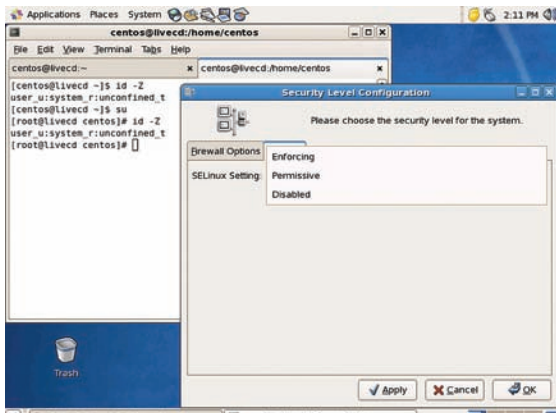 Applications Places System 2:11 PM
centos@livecd:/home/centos
File Edit View Terminal Tabs Help
centos@livecd:~ centos@livecd:/home/centos
[centos@livecd ~]$ id -Z
user_u:system_r:unconfined_t
[centos@livecd ~]$ su
[root@livecd centos]# id -Z
user_u:system_r:unconfined_t
[root@livecd centos]#
Security Level Configuration
Please choose the security level for the system.
Firewall Options
SELinux Setting:
Enforcing
Permissive
Disabled
Trash
Apply Cancel OK